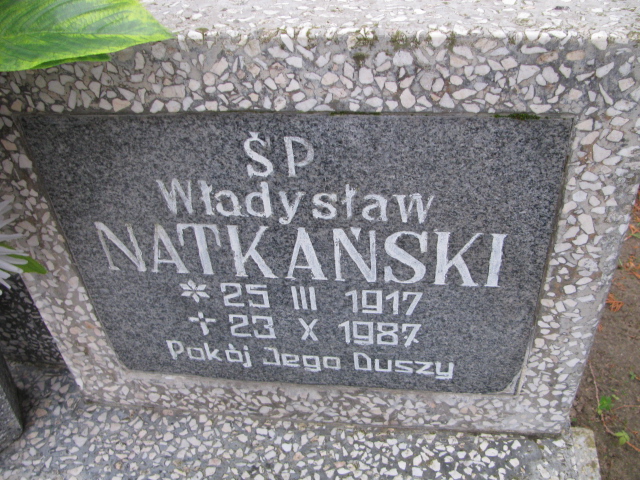 ŚP
Władysław
NATKAŃSKI
* 25 III 1917
+ 23 X 1987
Pokój Jego Duszy